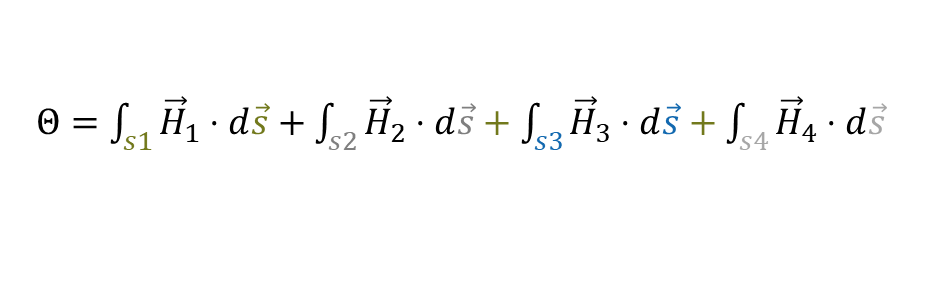 Θ = ∫_{s1} H⃗₁ · ds⃗ + ∫_{s2} H⃗₂ · ds⃗ + ∫_{s3} H⃗₃ · ds⃗ + ∫_{s4} H⃗₄ · ds⃗